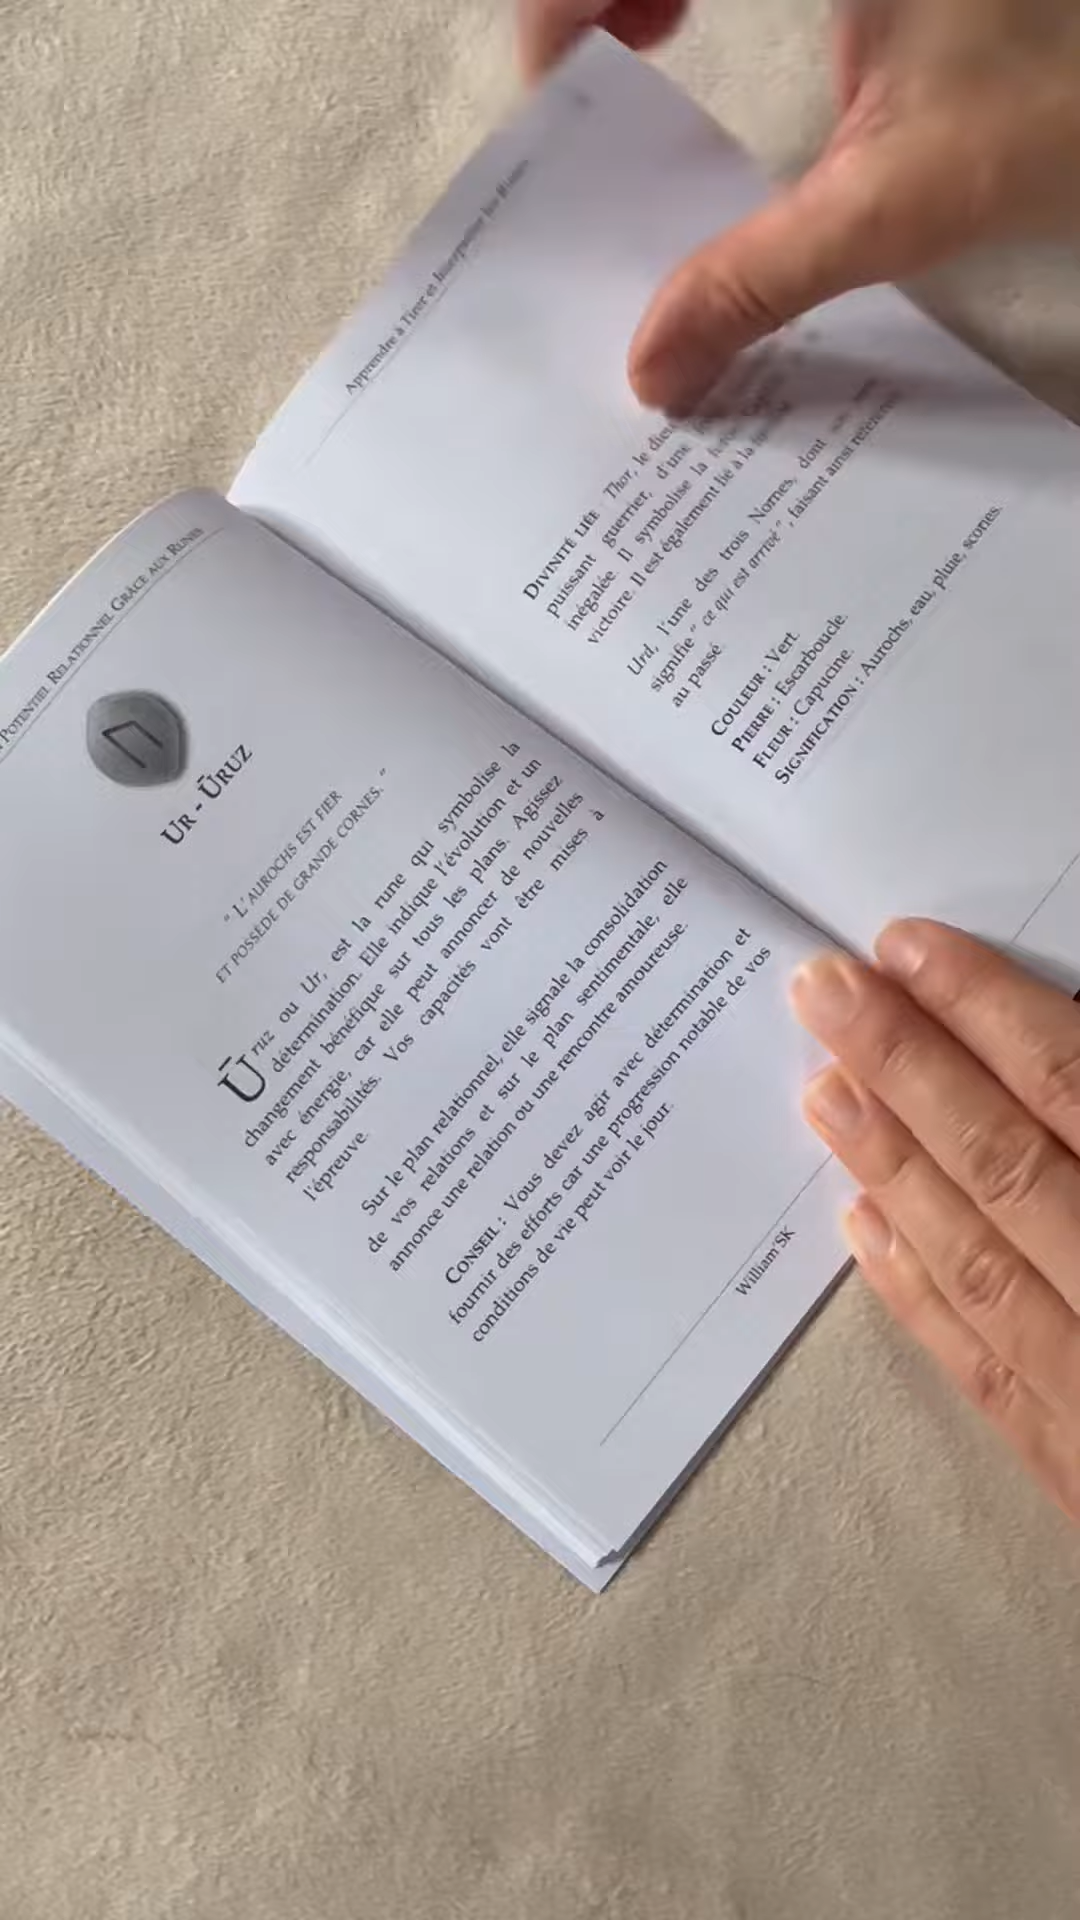 Potentiel Relationnel Grâce aux Runes
Ur - Ūruz
“ L'aurochs est fier
et possède de grande cornes. ”
Ūruz ou Ur, est la rune qui symbolise la
détermination. Elle indique l'évolution et un
changement bénéfique sur tous les plans. Agissez
avec énergie, car elle peut annoncer de nouvelles
responsabilités. Vos capacités vont être mises à
l'épreuve.
Sur le plan relationnel, elle signale la consolidation
de vos relations et sur le plan sentimentale, elle
annonce une relation ou une rencontre amoureuse.
Conseil : Vous devez agir avec détermination et
fournir des efforts car une progression notable de vos
conditions de vie peut voir le jour.
William'SK
Apprendre à Tirer et Interpréter les Runes
Divinité liée : Thor, le dieu
puissant guerrier, d'une
inégalée. Il symbolise la
victoire. Il est également lié à la
Urd, l'une des trois Nornes, dont
signifie “ ce qui est arrivé ”, faisant ainsi référence
au passé.
Couleur : Vert.
Pierre : Escarboucle.
Fleur : Capucine.
Signification : Aurochs, eau, pluie, scories.